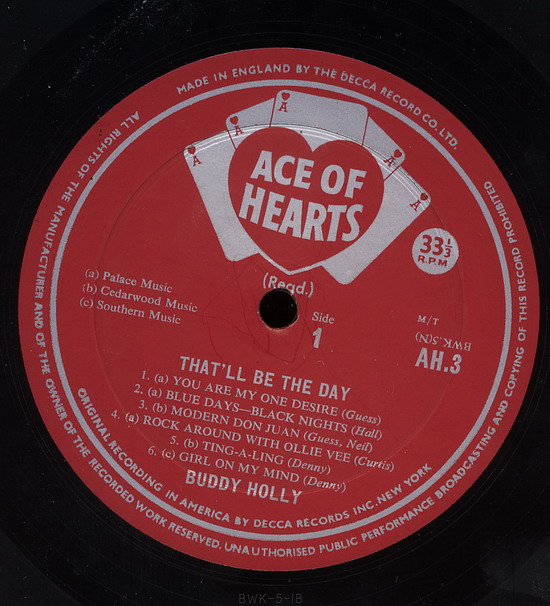 MADE IN ENGLAND BY THE DECCA RECORD CO., LTD.
ALL RIGHTS OF THE MANUFACTURER AND OF THE OWNER OF THE RECORDED WORK RESERVED. UNAUTHORISED PUBLIC PERFORMANCE BROADCASTING AND COPYING OF THIS RECORD PROHIBITED
A
A
A
A
A
ACE OF
HEARTS
33⅓
R.P.M
(Regd.)
(a) Palace Music
(b) Cedarwood Music
(c) Southern Music
Side
1
T/M
BWK.5(N)
AH.3
THAT'LL BE THE DAY
1. (a) YOU ARE MY ONE DESIRE (Guess)
2. (a) BLUE DAYS—BLACK NIGHTS (Hall)
3. (b) MODERN DON JUAN (Guess, Neil)
4. (a) ROCK AROUND WITH OLLIE VEE (Curtis)
5. (b) TING-A-LING (Denny)
6. (c) GIRL ON MY MIND (Denny)
BUDDY HOLLY
ORIGINAL RECORDING IN AMERICA BY DECCA RECORDS INC. NEW YORK
BWK-5-1B